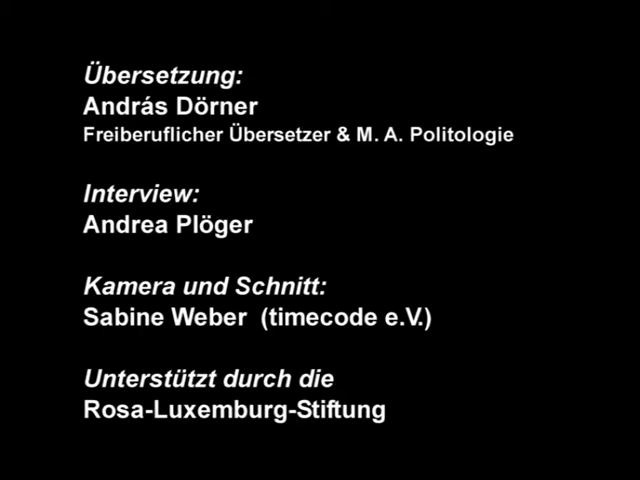 Übersetzung:
András Dörner
Freiberuflicher Übersetzer & M. A. Politologie
Interview:
Andrea Plöger
Kamera und Schnitt:
Sabine Weber (timecode e.V.)
Unterstützt durch die
Rosa-Luxemburg-Stiftung